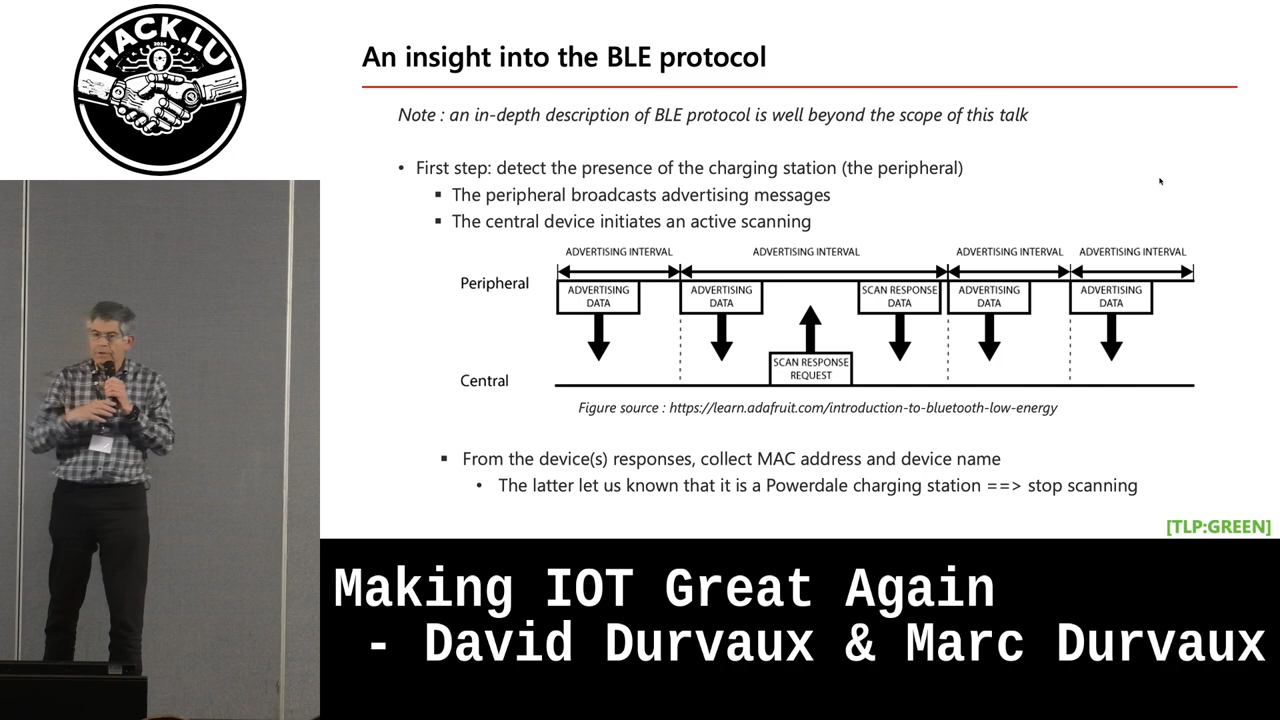 HACK.LU
2024
An insight into the BLE protocol
Note : an in-depth description of BLE protocol is well beyond the scope of this talk
• First step: detect the presence of the charging station (the peripheral)
▪ The peripheral broadcasts advertising messages
▪ The central device initiates an active scanning
ADVERTISING INTERVAL ADVERTISING INTERVAL ADVERTISING INTERVAL ADVERTISING INTERVAL
Peripheral
ADVERTISING DATA
ADVERTISING DATA
SCAN RESPONSE DATA
ADVERTISING DATA
ADVERTISING DATA
SCAN RESPONSE REQUEST
Central
Figure source : https://learn.adafruit.com/introduction-to-bluetooth-low-energy
▪ From the device(s) responses, collect MAC address and device name
• The latter let us known that it is a Powerdale charging station ==> stop scanning
[TLP:GREEN]
Making IOT Great Again
- David Durvaux & Marc Durvaux